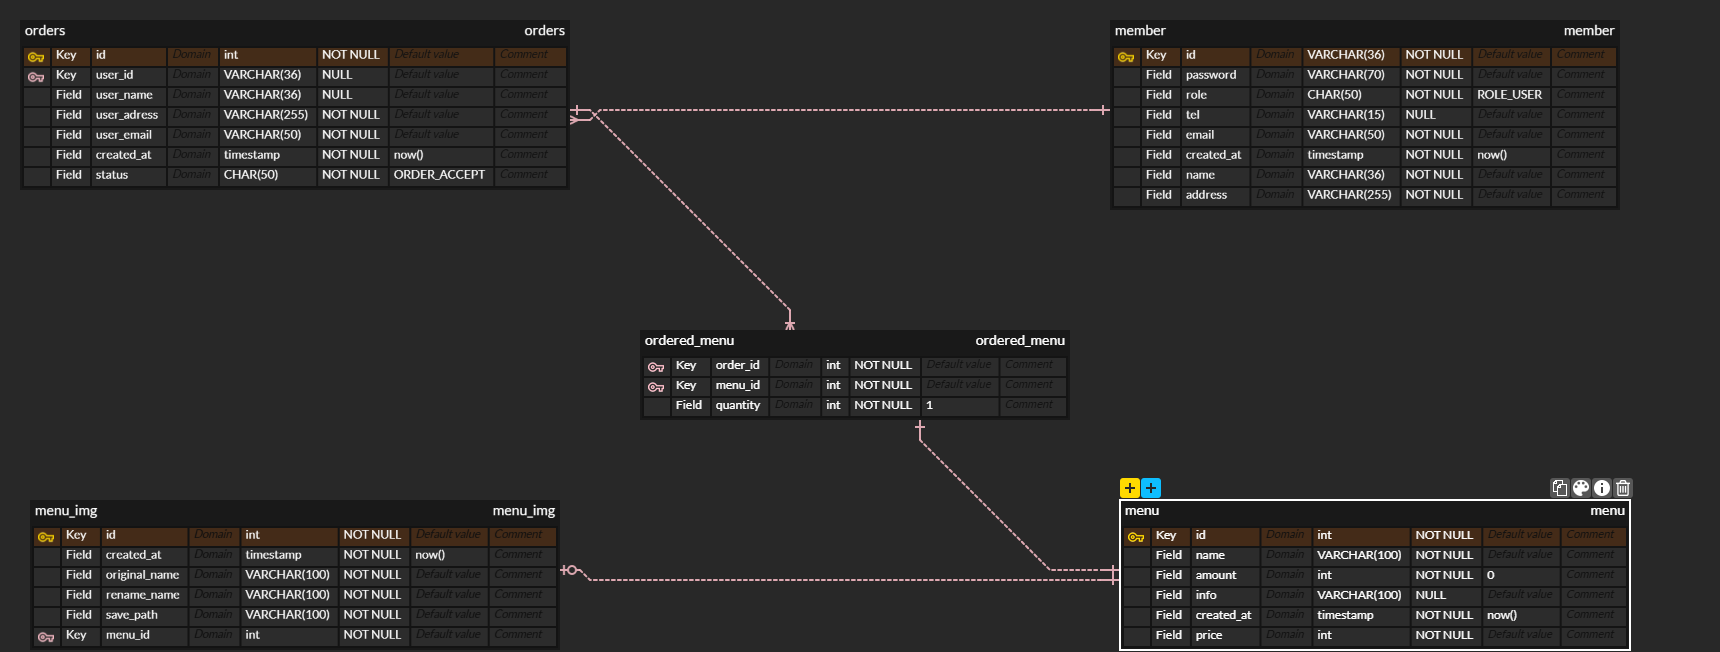 orders orders
Key id Domain int NOT NULL Default value Comment
Key user_id Domain VARCHAR(36) NULL Default value Comment
Field user_name Domain VARCHAR(36) NULL Default value Comment
Field user_adress Domain VARCHAR(255) NOT NULL Default value Comment
Field user_email Domain VARCHAR(50) NOT NULL Default value Comment
Field created_at Domain timestamp NOT NULL now() Comment
Field status Domain CHAR(50) NOT NULL ORDER_ACCEPT Comment
member member
Key id Domain VARCHAR(36) NOT NULL Default value Comment
Field password Domain VARCHAR(70) NOT NULL Default value Comment
Field role Domain CHAR(50) NOT NULL ROLE_USER Comment
Field tel Domain VARCHAR(15) NULL Default value Comment
Field email Domain VARCHAR(50) NOT NULL Default value Comment
Field created_at Domain timestamp NOT NULL now() Comment
Field name Domain VARCHAR(36) NOT NULL Default value Comment
Field address Domain VARCHAR(255) NOT NULL Default value Comment
ordered_menu ordered_menu
Key order_id Domain int NOT NULL Default value Comment
Key menu_id Domain int NOT NULL Default value Comment
Field quantity Domain int NOT NULL 1 Comment
menu_img menu_img
Key id Domain int NOT NULL Default value Comment
Field created_at Domain timestamp NOT NULL now() Comment
Field original_name Domain VARCHAR(100) NOT NULL Default value Comment
Field rename_name Domain VARCHAR(100) NOT NULL Default value Comment
Field save_path Domain VARCHAR(100) NOT NULL Default value Comment
Key menu_id Domain int NOT NULL Default value Comment
menu menu
Key id Domain int NOT NULL Default value Comment
Field name Domain VARCHAR(100) NOT NULL Default value Comment
Field amount Domain int NOT NULL 0 Comment
Field info Domain VARCHAR(100) NULL Default value Comment
Field created_at Domain timestamp NOT NULL now() Comment
Field price Domain int NOT NULL Default value Comment